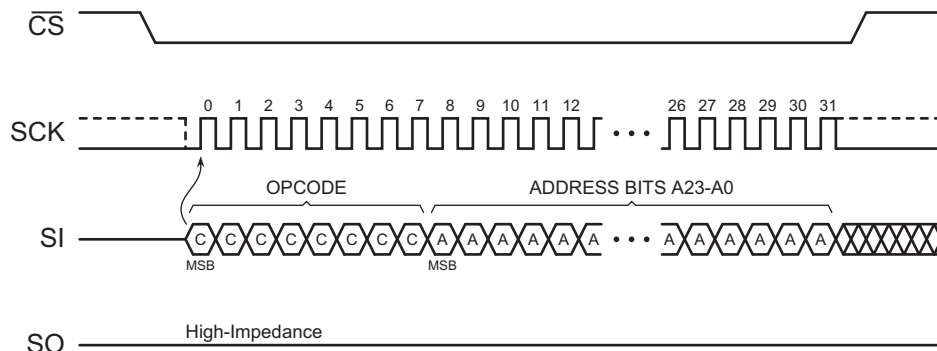 CS
0 1 2 3 4 5 6 7 8 9 10 11 12 26 27 28 29 30 31
SCK
OPCODE ADDRESS BITS A23-A0
SI C C C C C C C C A A A A A A A A A A A A
MSB MSB
High-Impedance
SO